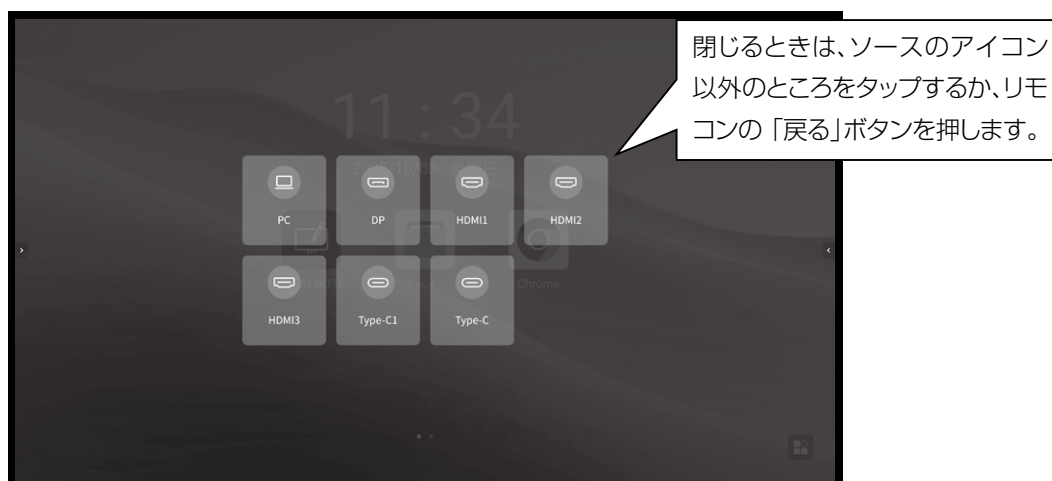 閉じるときは、ソースのアイコン
以外のところをタップするか、リモ
コンの「戻る」ボタンを押します。
11:34
PC
DP
HDMI1
HDMI2
Chrome
HDMI3
Type-C1
Type-C